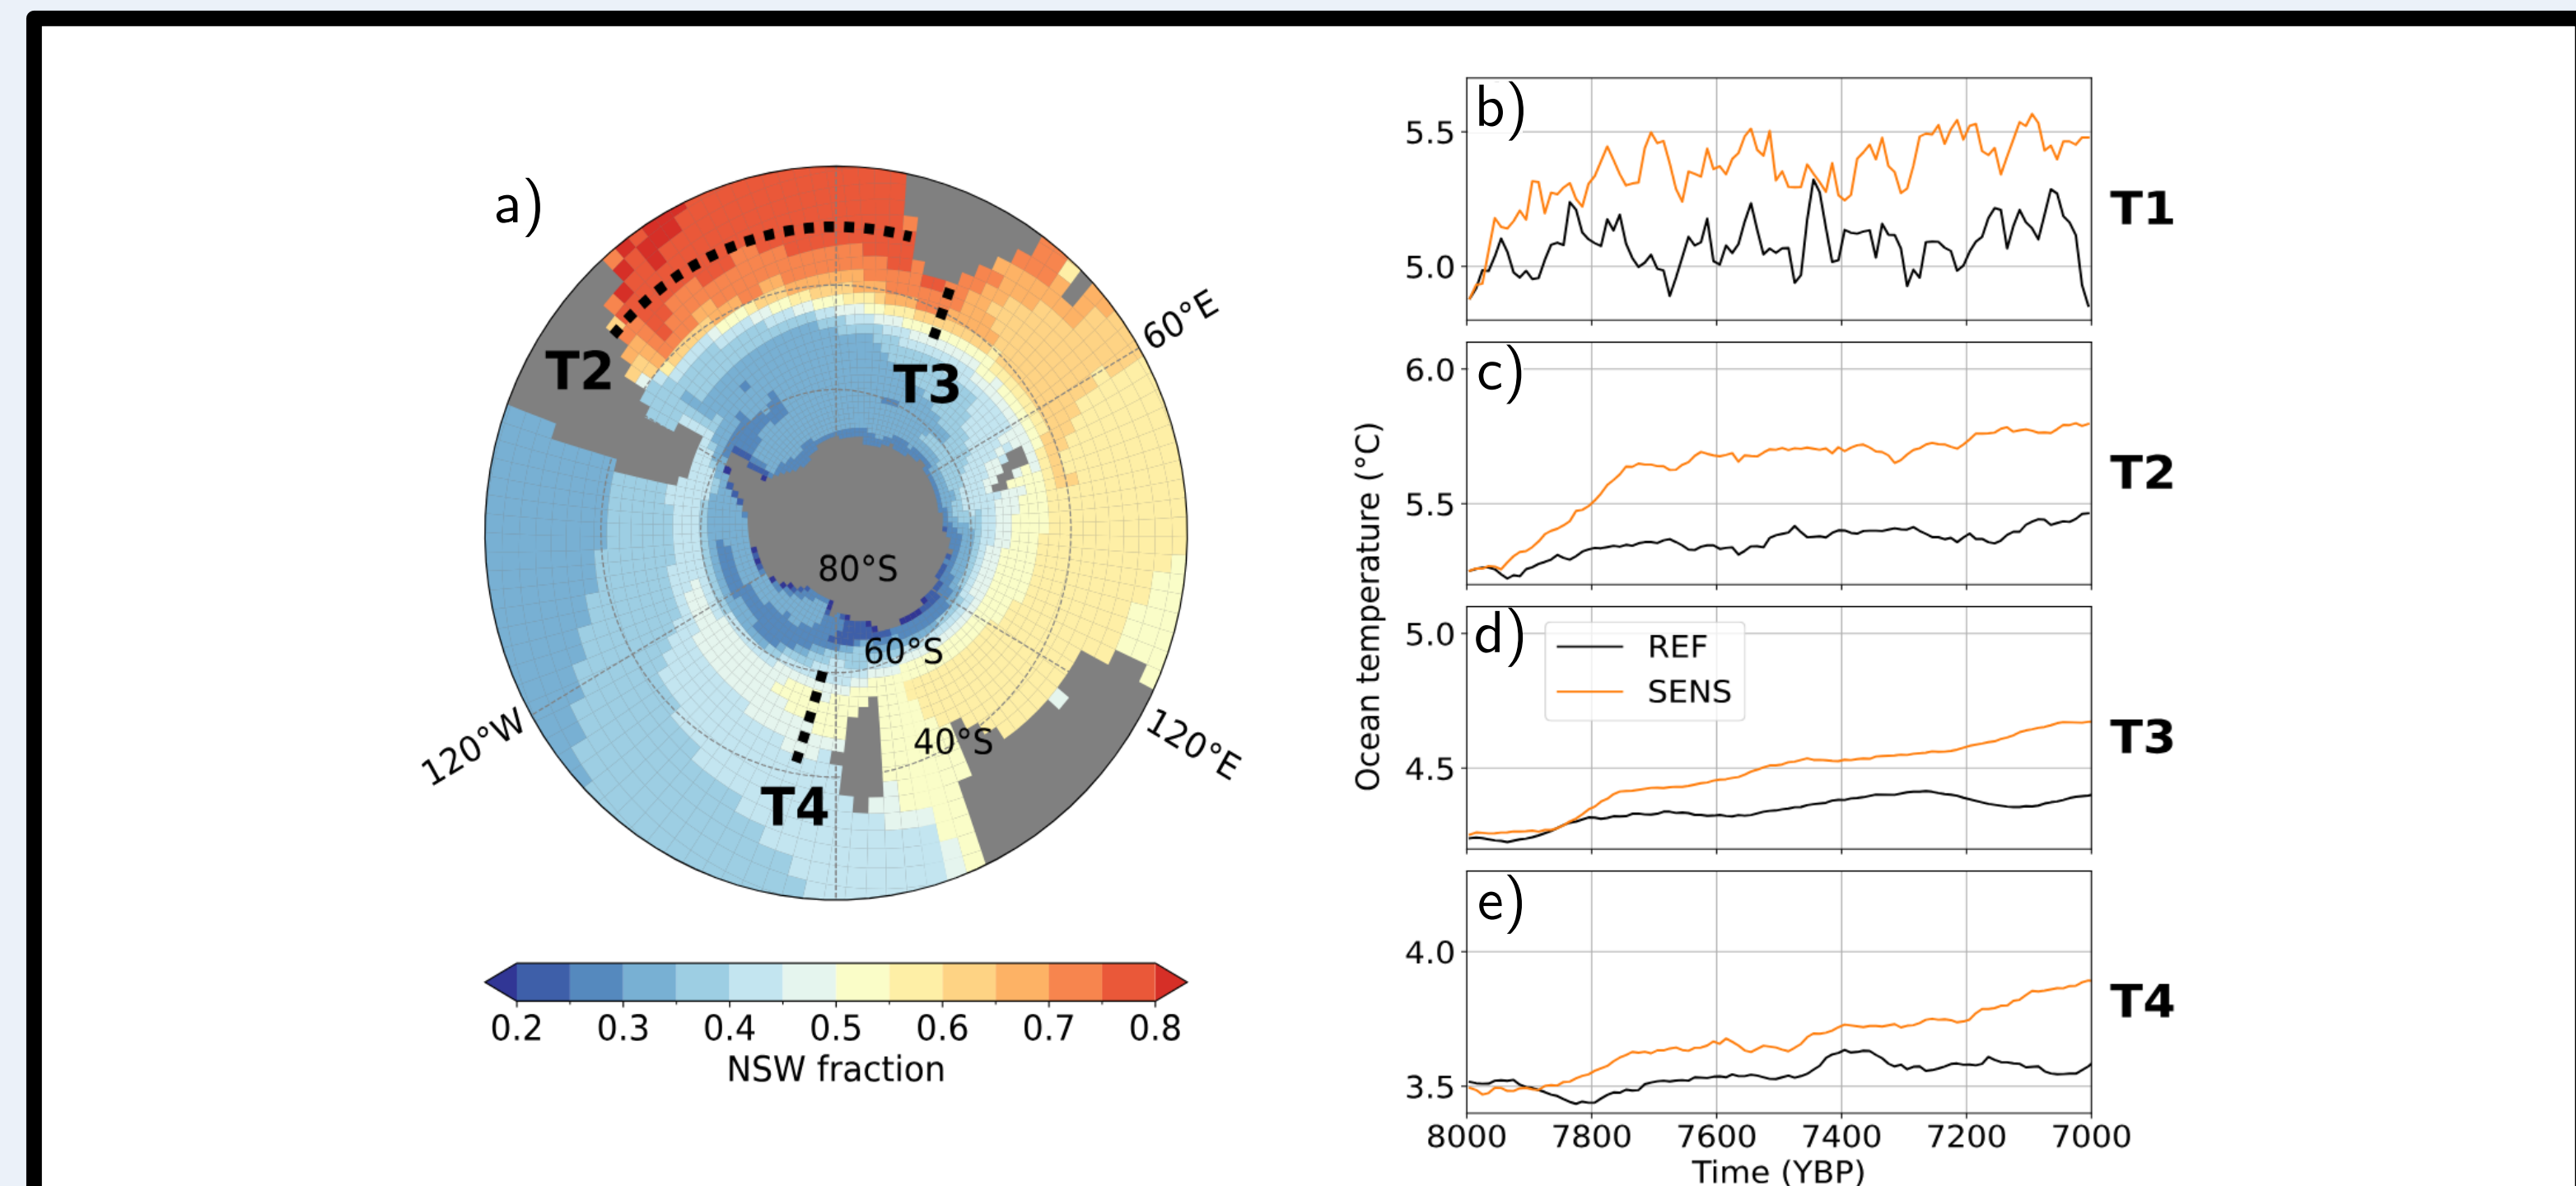 a)
T2
T3
T4
60°E
120°E
120°W
80°S
60°S
40°S
0.2 0.3 0.4 0.5 0.6 0.7 0.8
NSW fraction
Ocean temperature (°C)
b)
5.5
5.0
T1
c)
6.0
5.5
T2
d)
5.0
4.5
REF
SENS
T3
e)
4.0
3.5
T4
8000 7800 7600 7400 7200 7000
Time (YBP)